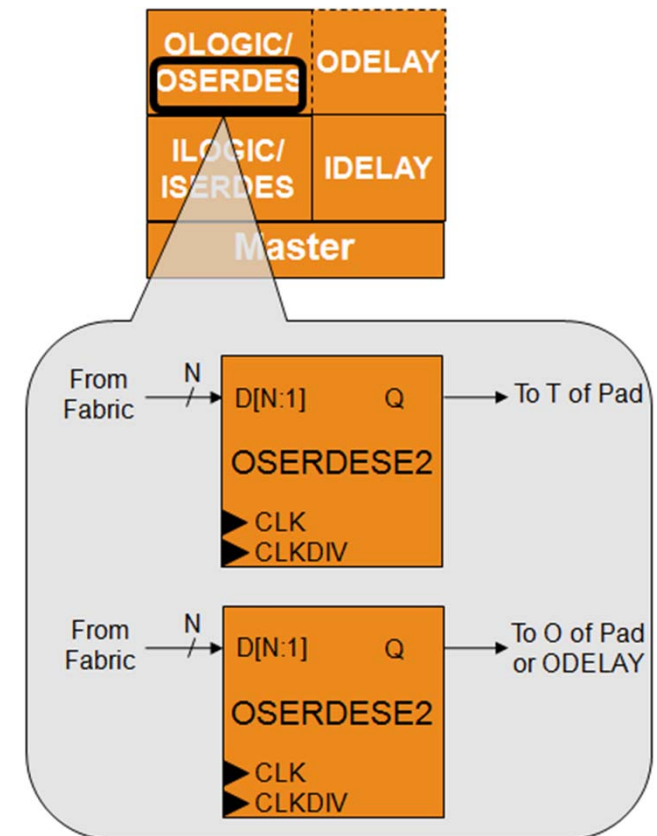 OLOGIC/
OSERDES
ODELAY
ILOGIC/
ISERDES
IDELAY
Master
From
Fabric
N
D[N:1]
Q
To T of Pad
OSERDESE2
CLK
CLKDIV
From
Fabric
N
D[N:1]
Q
To O of Pad
or ODELAY
OSERDESE2
CLK
CLKDIV